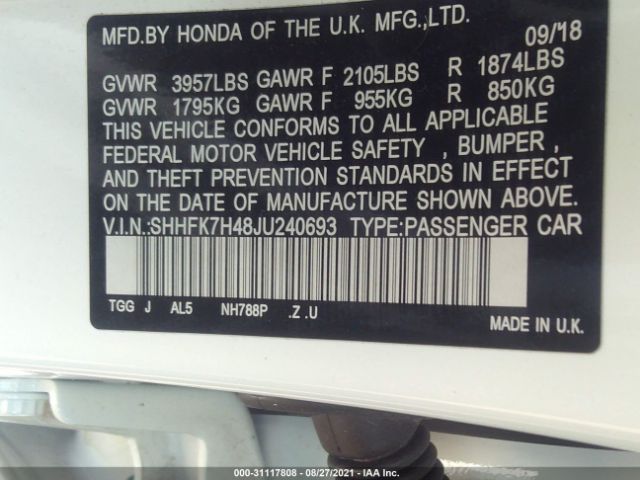 MFD.BY HONDA OF THE U.K. MFG.,LTD.
09/18
GVWR 3957LBS GAWR F 2105LBS R 1874LBS
GVWR 1795KG GAWR F 955KG R 850KG
THIS VEHICLE CONFORMS TO ALL APPLICABLE
FEDERAL MOTOR VEHICLE SAFETY , BUMPER ,
AND THEFT PREVENTION STANDARDS IN EFFECT
ON THE DATE OF MANUFACTURE SHOWN ABOVE.
V.I.N.:SHHFK7H48JU240693 TYPE:PASSENGER CAR
TGG J AL5 NH788P .Z .U
MADE IN U.K.
000-31117808 - 08/27/2021 - IAA Inc.